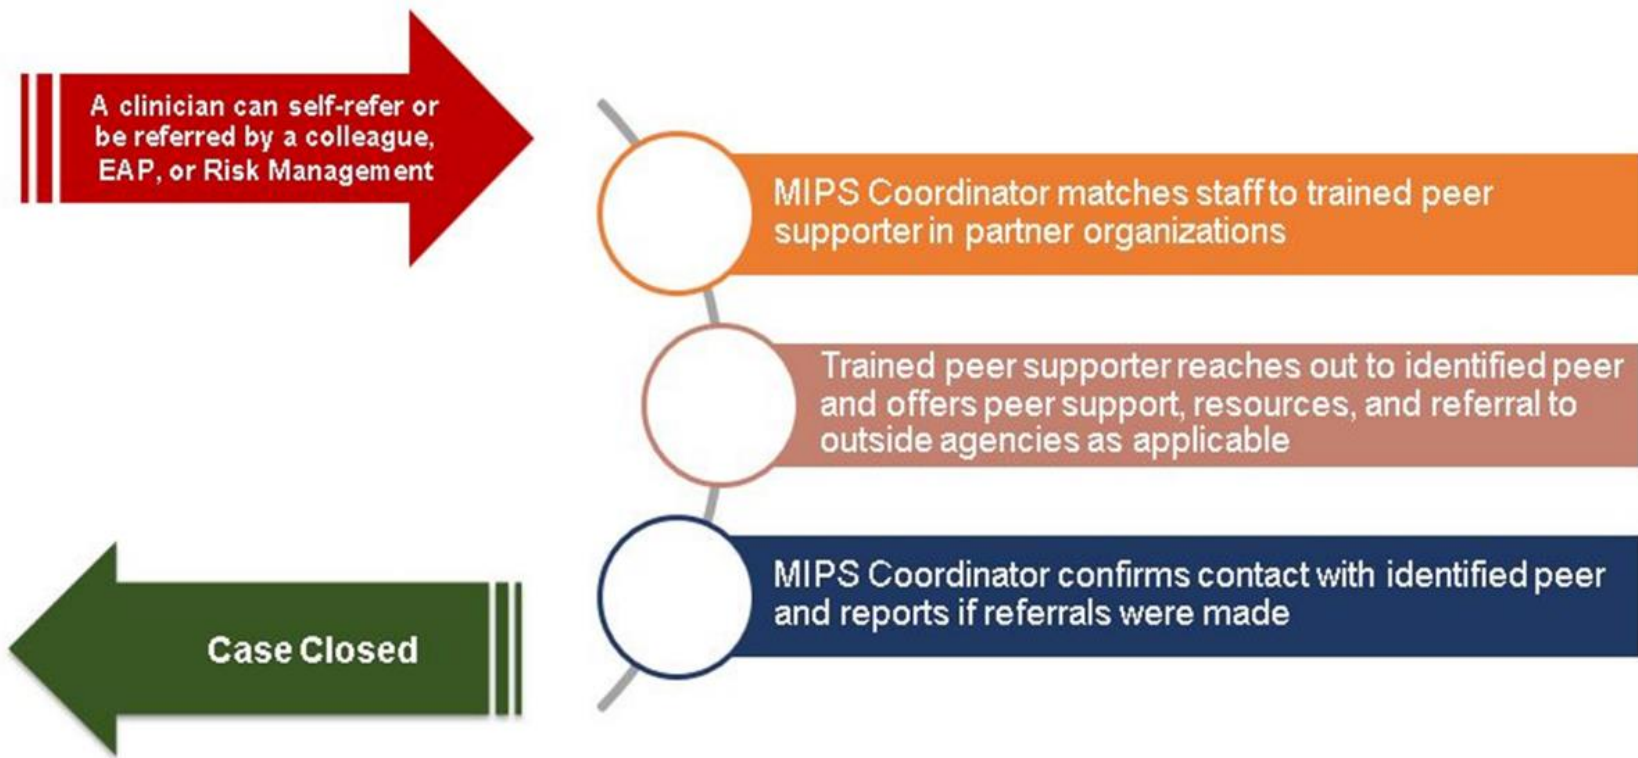 A clinician can self-refer or
be referred by a colleague,
EAP, or Risk Management
MIPS Coordinator matches staff to trained peer
supporter in partner organizations
Trained peer supporter reaches out to identified peer
and offers peer support, resources, and referral to
outside agencies as applicable
MIPS Coordinator confirms contact with identified peer
and reports if referrals were made
Case Closed